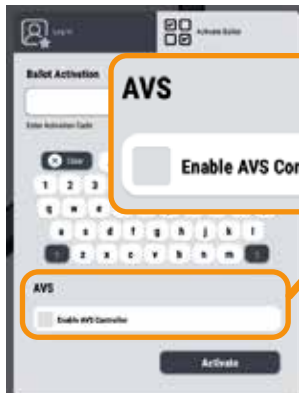 Log In
Activate Ballot
Ballot Activation
Enter Activation Code
AVS
Enable AVS Con
Clear
1 2 3
q w e
a s d f g h j k l
z x c v b n m
AVS
Enable AVS Controller
Activate